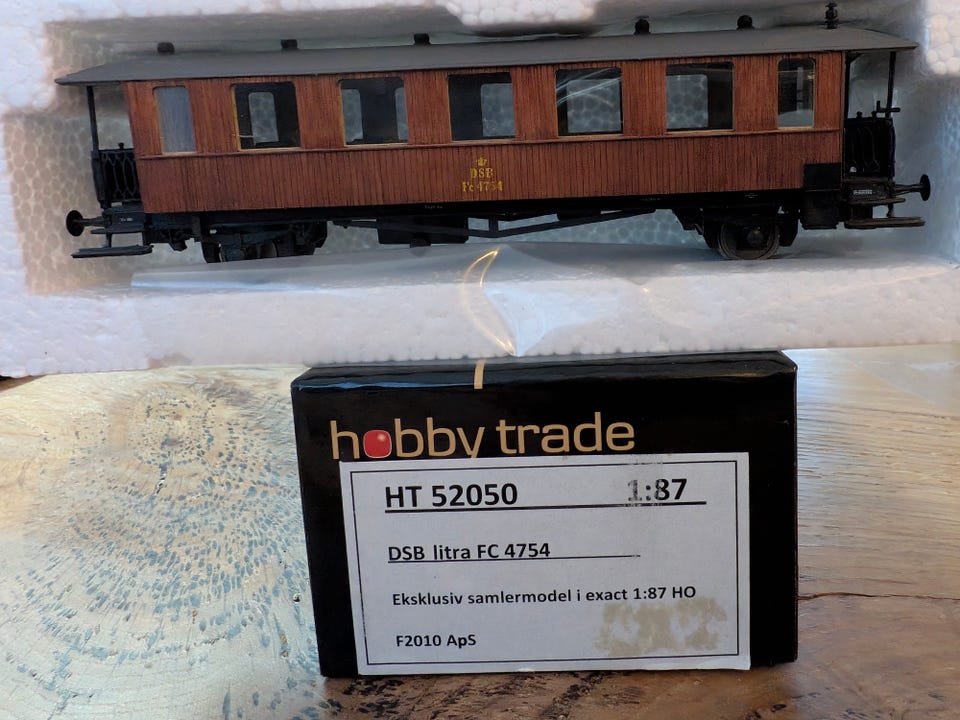 DSB
Fc 4754
hobby trade
HT 52050 1:87
DSB litra FC 4754
Eksklusiv samlermodel i exact 1:87 HO
F2010 ApS